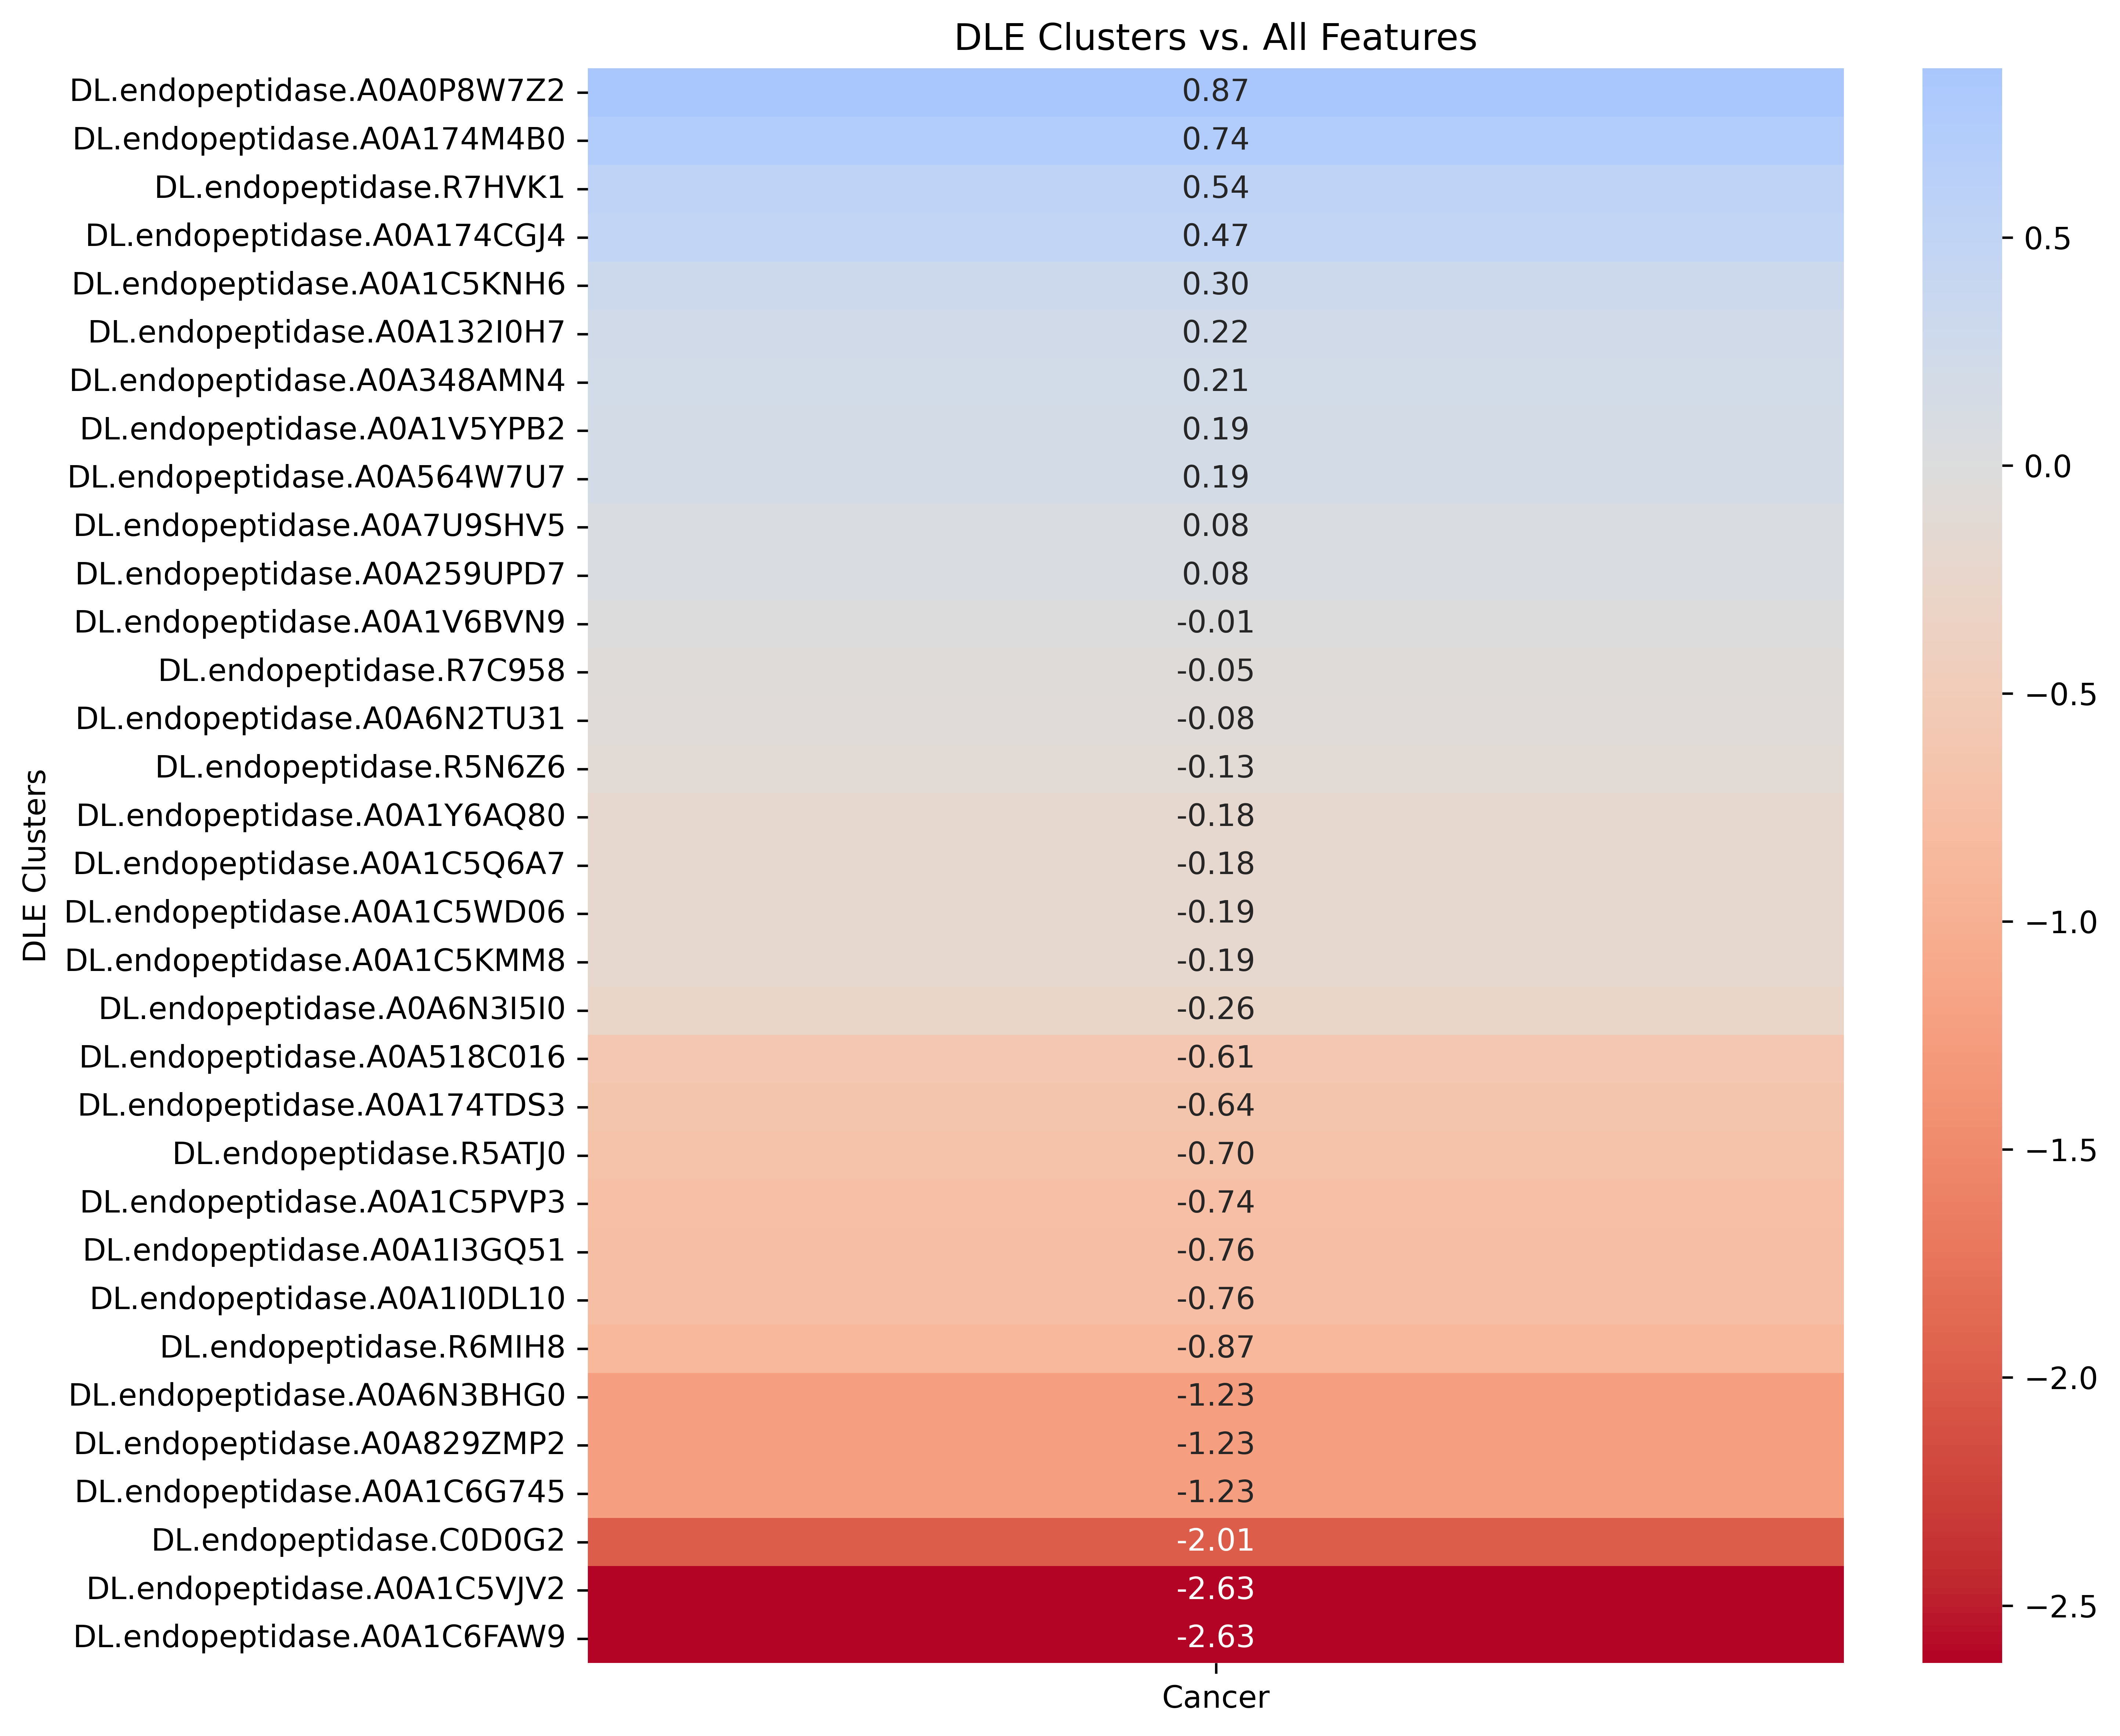 DLE Clusters vs. All Features
DL.endopeptidase.A0A0P8W7Z2 0.87
DL.endopeptidase.A0A174M4B0 0.74
DL.endopeptidase.R7HVK1 0.54
DL.endopeptidase.A0A174CGJ4 0.47
DL.endopeptidase.A0A1C5KNH6 0.30
DL.endopeptidase.A0A132I0H7 0.22
DL.endopeptidase.A0A348AMN4 0.21
DL.endopeptidase.A0A1V5YPB2 0.19
DL.endopeptidase.A0A564W7U7 0.19
DL.endopeptidase.A0A7U9SHV5 0.08
DL.endopeptidase.A0A259UPD7 0.08
DL.endopeptidase.A0A1V6BVN9 -0.01
DL.endopeptidase.R7C958 -0.05
DL.endopeptidase.A0A6N2TU31 -0.08
DL.endopeptidase.R5N6Z6 -0.13
DL.endopeptidase.A0A1Y6AQ80 -0.18
DL.endopeptidase.A0A1C5Q6A7 -0.18
DL.endopeptidase.A0A1C5WD06 -0.19
DL.endopeptidase.A0A1C5KMM8 -0.19
DL.endopeptidase.A0A6N3I5I0 -0.26
DL.endopeptidase.A0A518C016 -0.61
DL.endopeptidase.A0A174TDS3 -0.64
DL.endopeptidase.R5ATJ0 -0.70
DL.endopeptidase.A0A1C5PVP3 -0.74
DL.endopeptidase.A0A1I3GQ51 -0.76
DL.endopeptidase.A0A1I0DL10 -0.76
DL.endopeptidase.R6MIH8 -0.87
DL.endopeptidase.A0A6N3BHG0 -1.23
DL.endopeptidase.A0A829ZMP2 -1.23
DL.endopeptidase.A0A1C6G745 -1.23
DL.endopeptidase.C0D0G2 -2.01
DL.endopeptidase.A0A1C5VJV2 -2.63
DL.endopeptidase.A0A1C6FAW9 -2.63
DLE Clusters
Cancer
0.5
0.0
−0.5
−1.0
−1.5
−2.0
−2.5